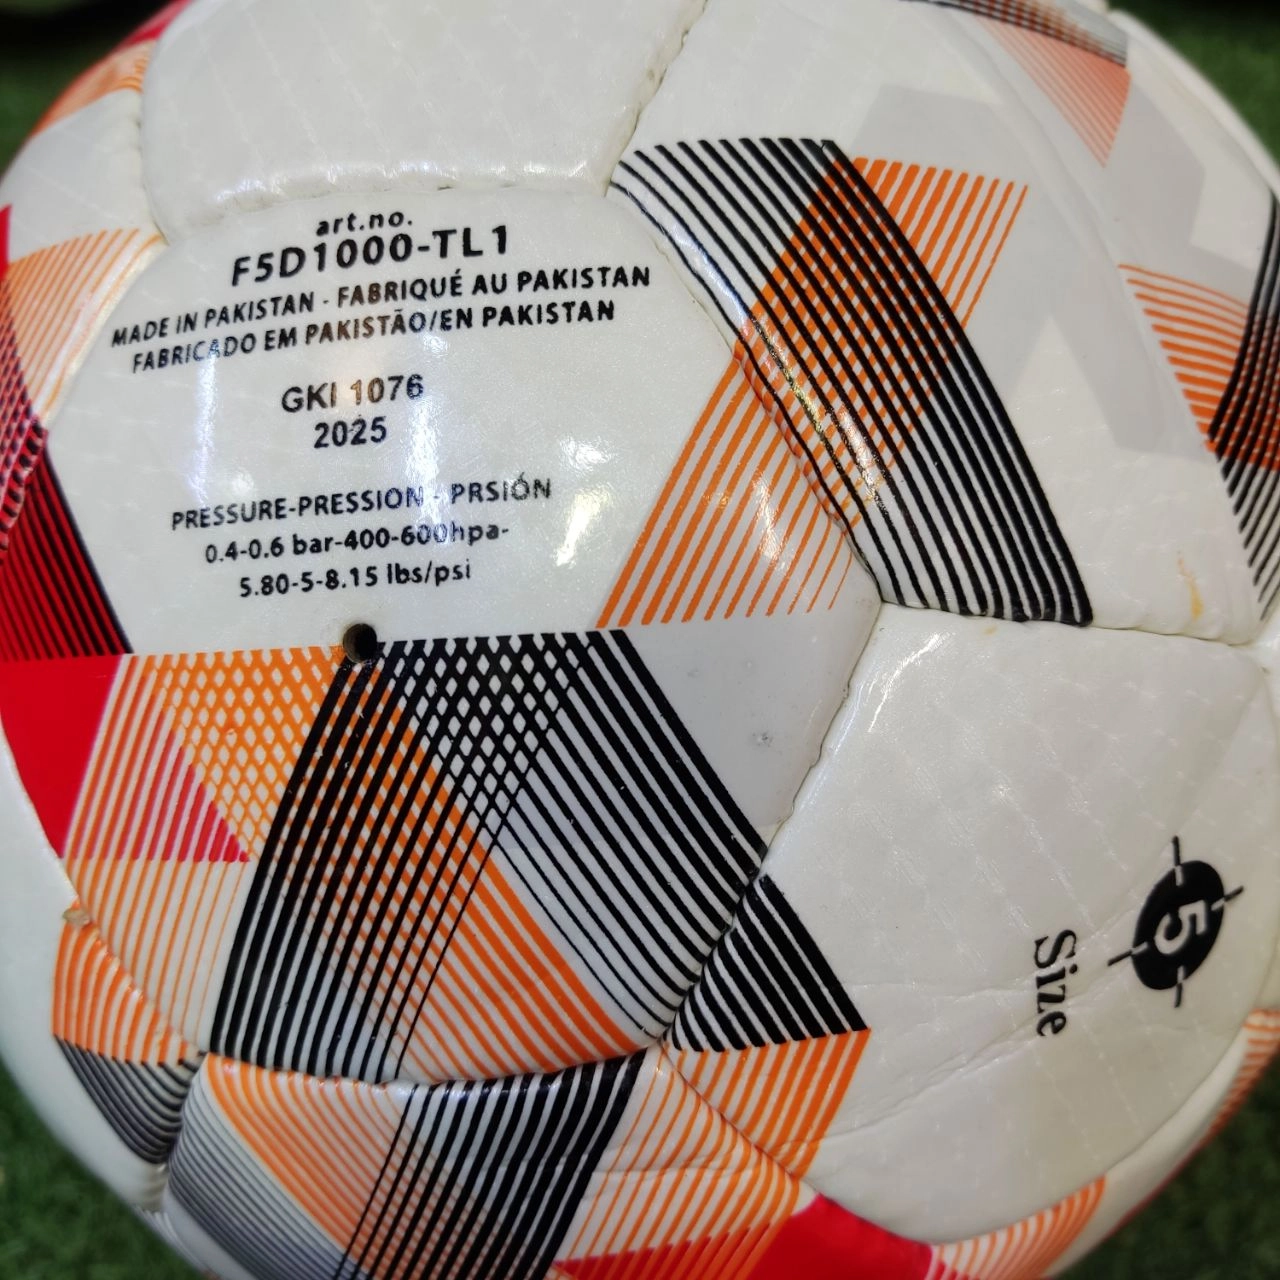 art.no.
F5D1000-TL1
MADE IN PAKISTAN - FABRIQUÉ AU PAKISTAN
FABRICADO EM PAKISTÃO/EN PAKISTAN
GKI 1076
2025
PRESSURE-PRESSION - PRSIÓN
0.4-0.6 bar-400-600hpa-
5.80-5-8.15 lbs/psi
5
Size